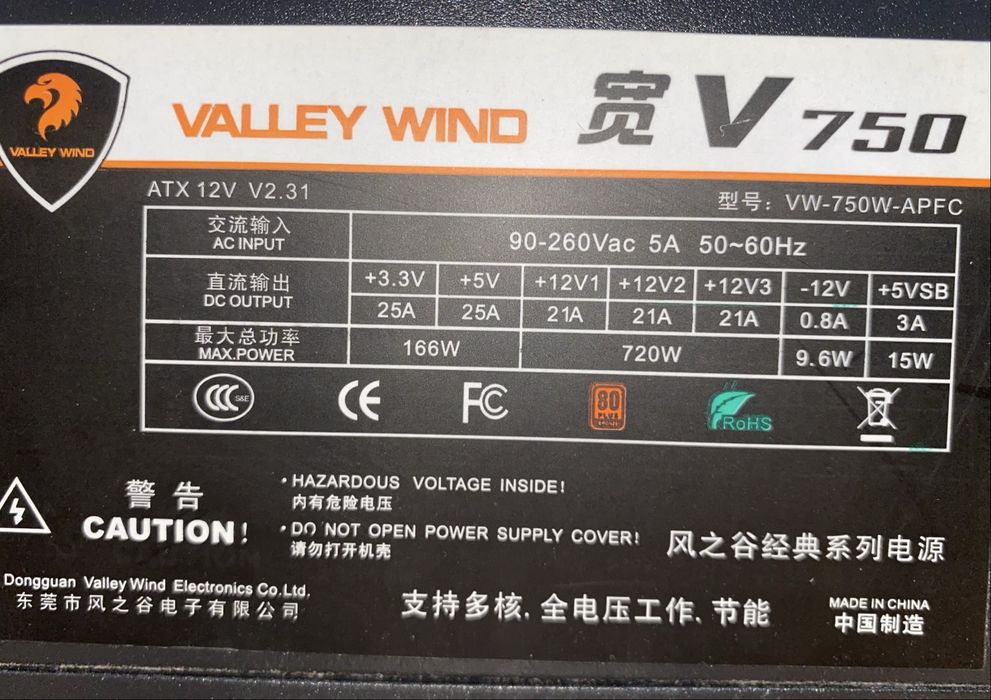 VALLEY WIND 宽V 750
VALLEY WIND
ATX 12V V2.31
型号: VW-750W-APFC
交流输入
AC INPUT
90-260Vac 5A 50~60Hz
直流输出
DC OUTPUT
+3.3V +5V +12V1 +12V2 +12V3 -12V +5VSB
25A 25A 21A 21A 21A 0.8A 3A
最大总功率
MAX.POWER
166W 720W 9.6W 15W
CCC S&E CE FC 80 PLUS RoHS
警告
CAUTION!
·HAZARDOUS VOLTAGE INSIDE!
内有危险电压
·DO NOT OPEN POWER SUPPLY COVER!
请勿打开机壳
风之谷经典系列电源
Dongguan Valley Wind Electronics Co.Ltd.
东莞市风之谷电子有限公司
支持多核. 全电压工作. 节能
MADE IN CHINA
中国制造